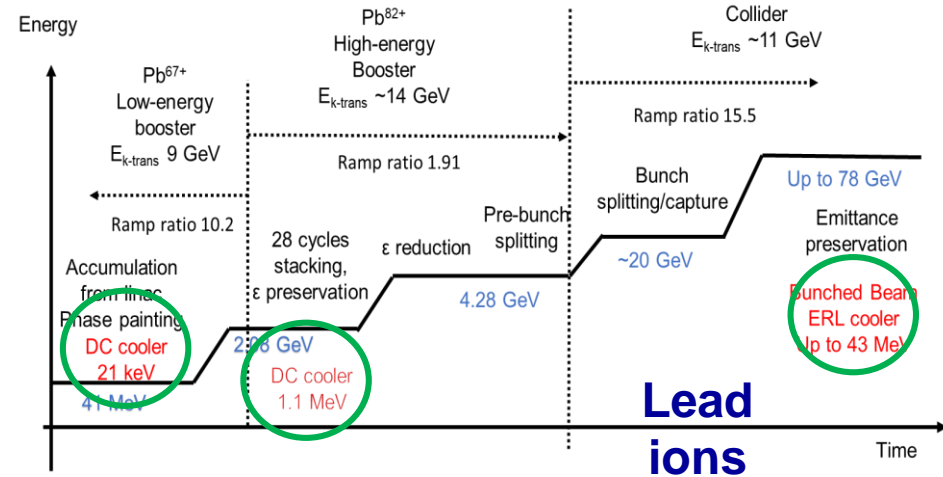 Energy
Pb⁶⁷⁺
Low-energy
booster
Eₖ₋ₜᵣₐₙₛ 9 GeV
Ramp ratio 10.2
Pb⁸²⁺
High-energy
Booster
Eₖ₋ₜᵣₐₙₛ ~14 GeV
Ramp ratio 1.91
Collider
Eₖ₋ₜᵣₐₙₛ ~11 GeV
Ramp ratio 15.5
Accumulation
from linac
Phase painting
DC cooler
21 keV
41 MeV
28 cycles
stacking,
ε preservation
2.08 GeV
DC cooler
1.1 MeV
ε reduction
Pre-bunch
splitting
4.28 GeV
Bunch
splitting/capture
~20 GeV
Up to 78 GeV
Emittance
preservation
Bunched Beam
ERL cooler
Up to 43 MeV
Lead
ions
Time